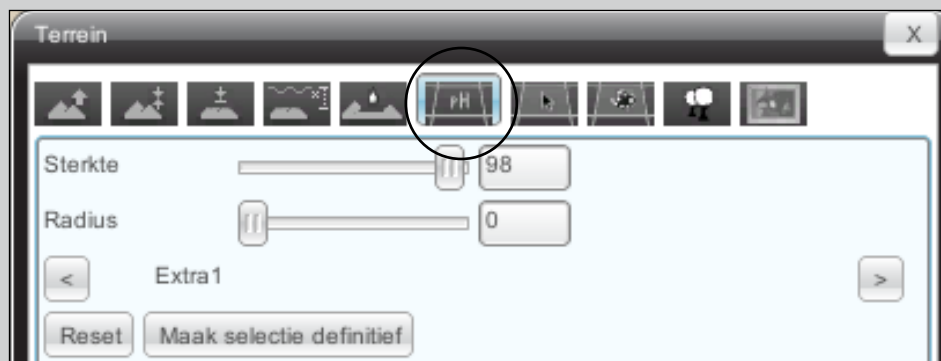 Terrein X
pH
Sterkte 98
Radius 0
< Extra1 >
Reset Maak selectie definitief